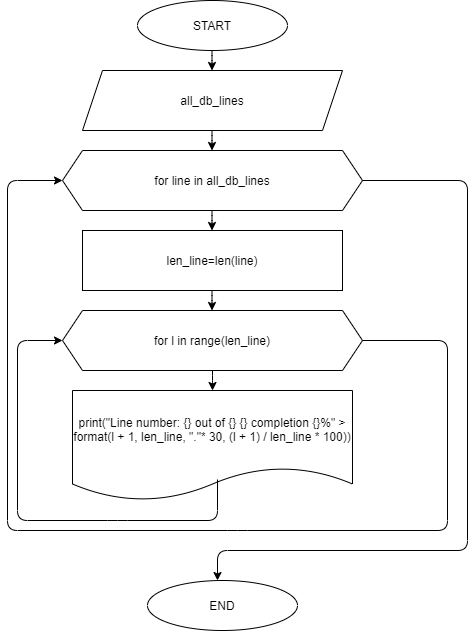 START
all_db_lines
for line in all_db_lines
len_line=len(line)
for l in range(len_line)
print("Line number: {} out of {} {} completion {}%" >
format(l + 1, len_line, "."* 30, (l + 1) / len_line * 100))
END